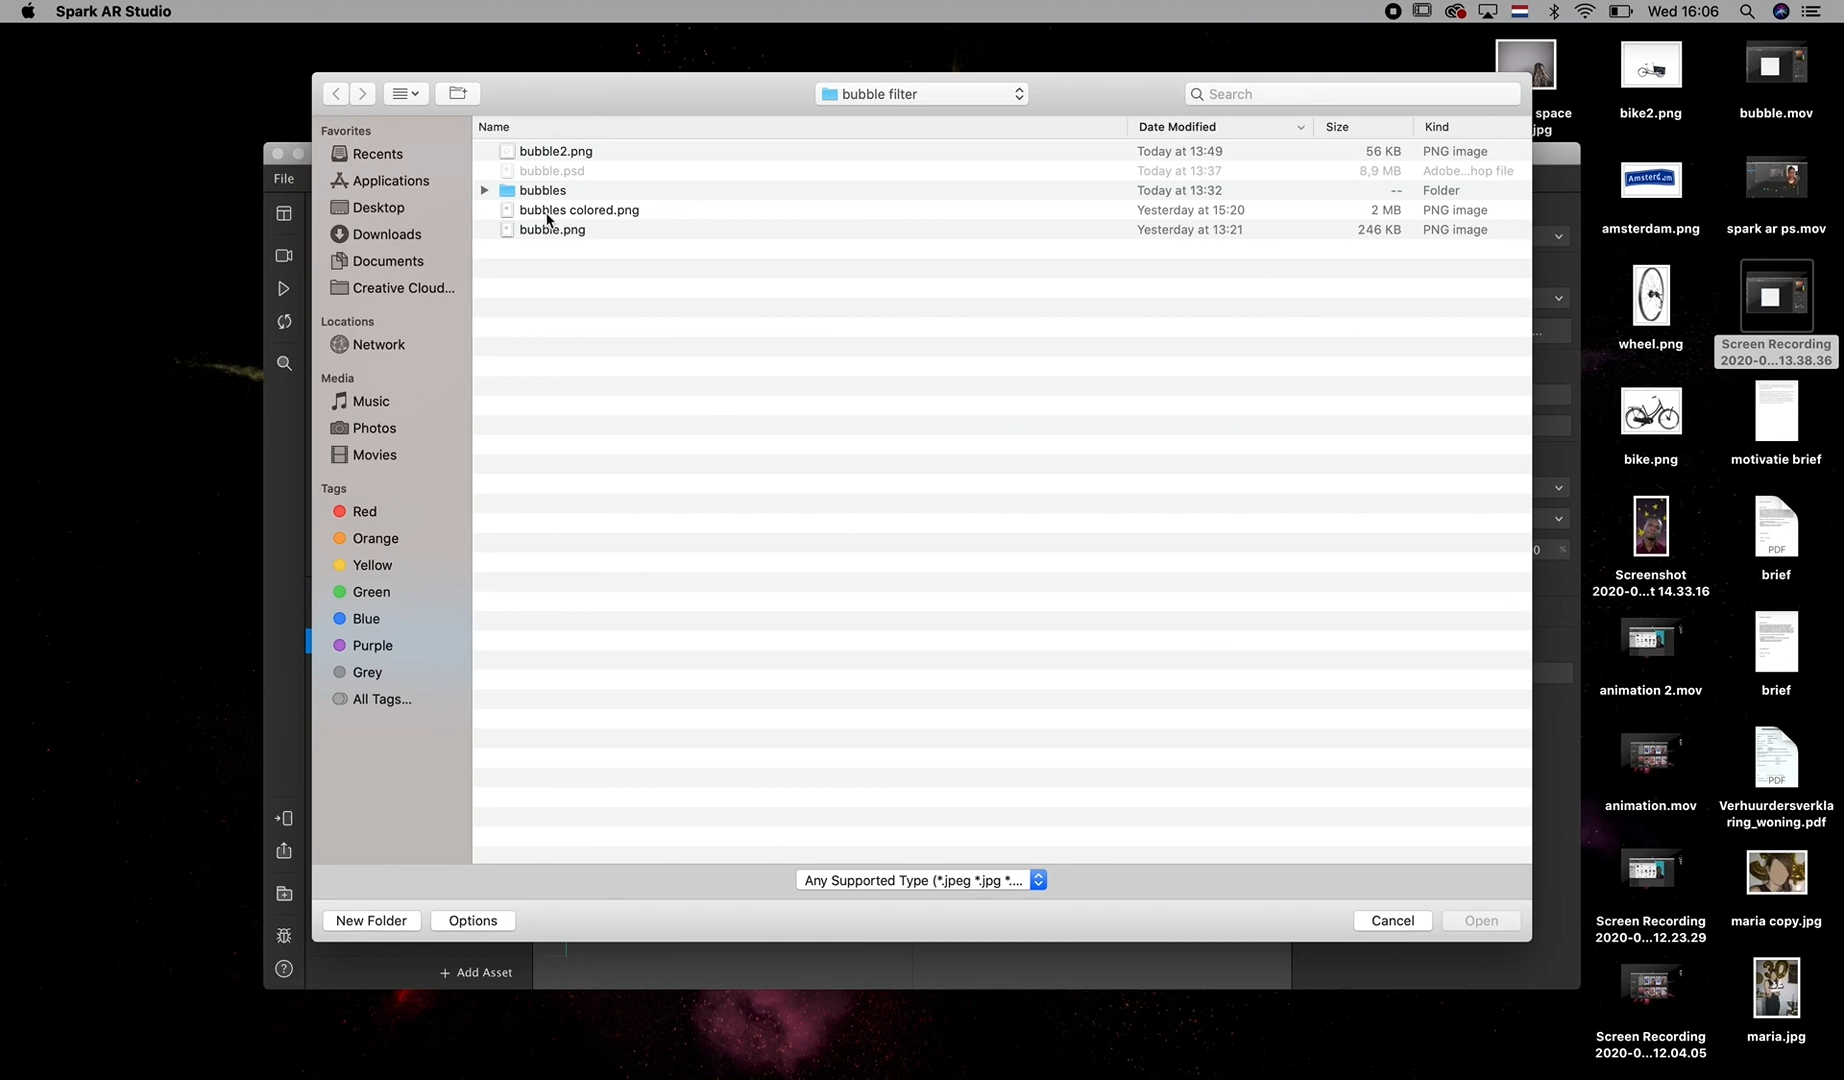 Spark AR Studio
Wed 16:06
bubble filter
Search
Name
Date Modified
Size
Kind
Favorites
Recents
Applications
Desktop
Downloads
Documents
Creative Cloud...
Locations
Network
Media
Music
Photos
Movies
Tags
Red
Orange
Yellow
Green
Blue
Purple
Grey
All Tags...
bubble2.png Today at 13:49 56 KB PNG image
bubble.psd Today at 13:37 8,9 MB Adobe...hop file
bubbles Today at 13:32 -- Folder
bubbles colored.png Yesterday at 15:20 2 MB PNG image
bubble.png Yesterday at 13:21 246 KB PNG image
Any Supported Type (*.jpeg *.jpg *....
New Folder
Options
Cancel
Open
File
+ Add Asset
...
0 %
space
jpg
bike2.png
bubble.mov
Amsterdam
amsterdam.png
spark ar ps.mov
wheel.png
Screen Recording
2020-0...13.38.36
bike.png
motivatie brief
Screenshot
2020-0...t 14.33.16
PDF
brief
animation 2.mov
brief
animation.mov
PDF
Verhuurdersverkla
ring_woning.pdf
Screen Recording
2020-0...12.23.29
maria copy.jpg
Screen Recording
2020-0...12.04.05
maria.jpg